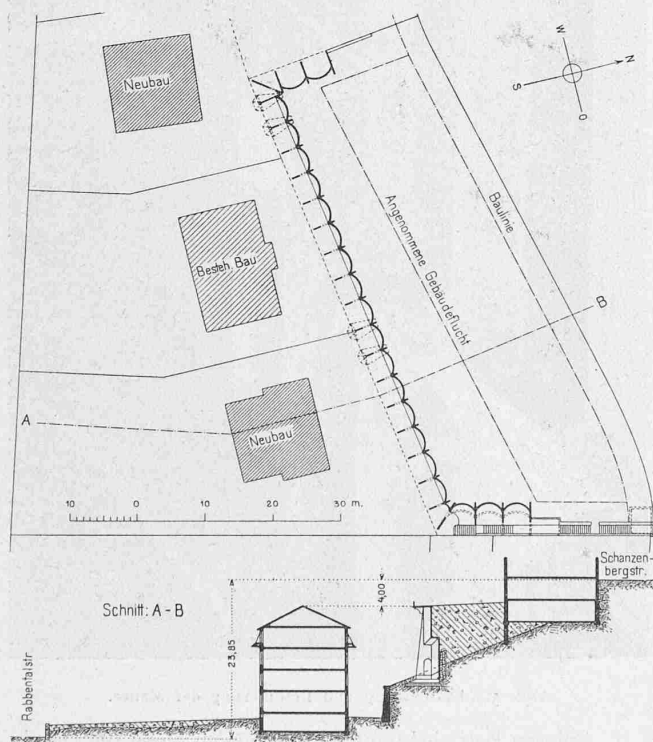 Neubau
W
N
S
O
Besteh. Bau
Angenommene Gebäudeflucht
Baulinie
B
A
Neubau
10 0 10 20 30 m.
Schanzen-
bergstr.
Schnitt: A - B
4,00
23,85
Rabbentalstr